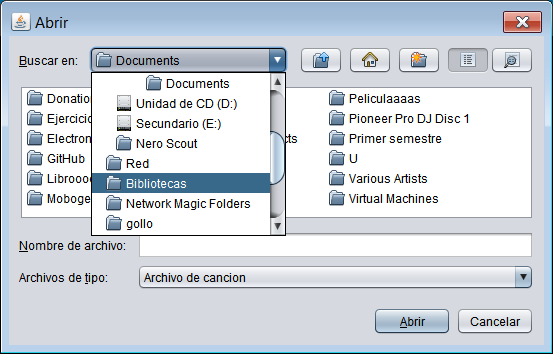 Abrir
Buscar en:
Documents
Documents
Unidad de CD (D:)
Secundario (E:)
Nero Scout
Red
Bibliotecas
Network Magic Folders
gollo
Donation
Ejercicio
Electron
GitHub
Librooo
Moboge
cts
Peliculaaaas
Pioneer Pro DJ Disc 1
Primer semestre
U
Various Artists
Virtual Machines
Nombre de archivo:
Archivos de tipo:
Archivo de cancion
Abrir
Cancelar